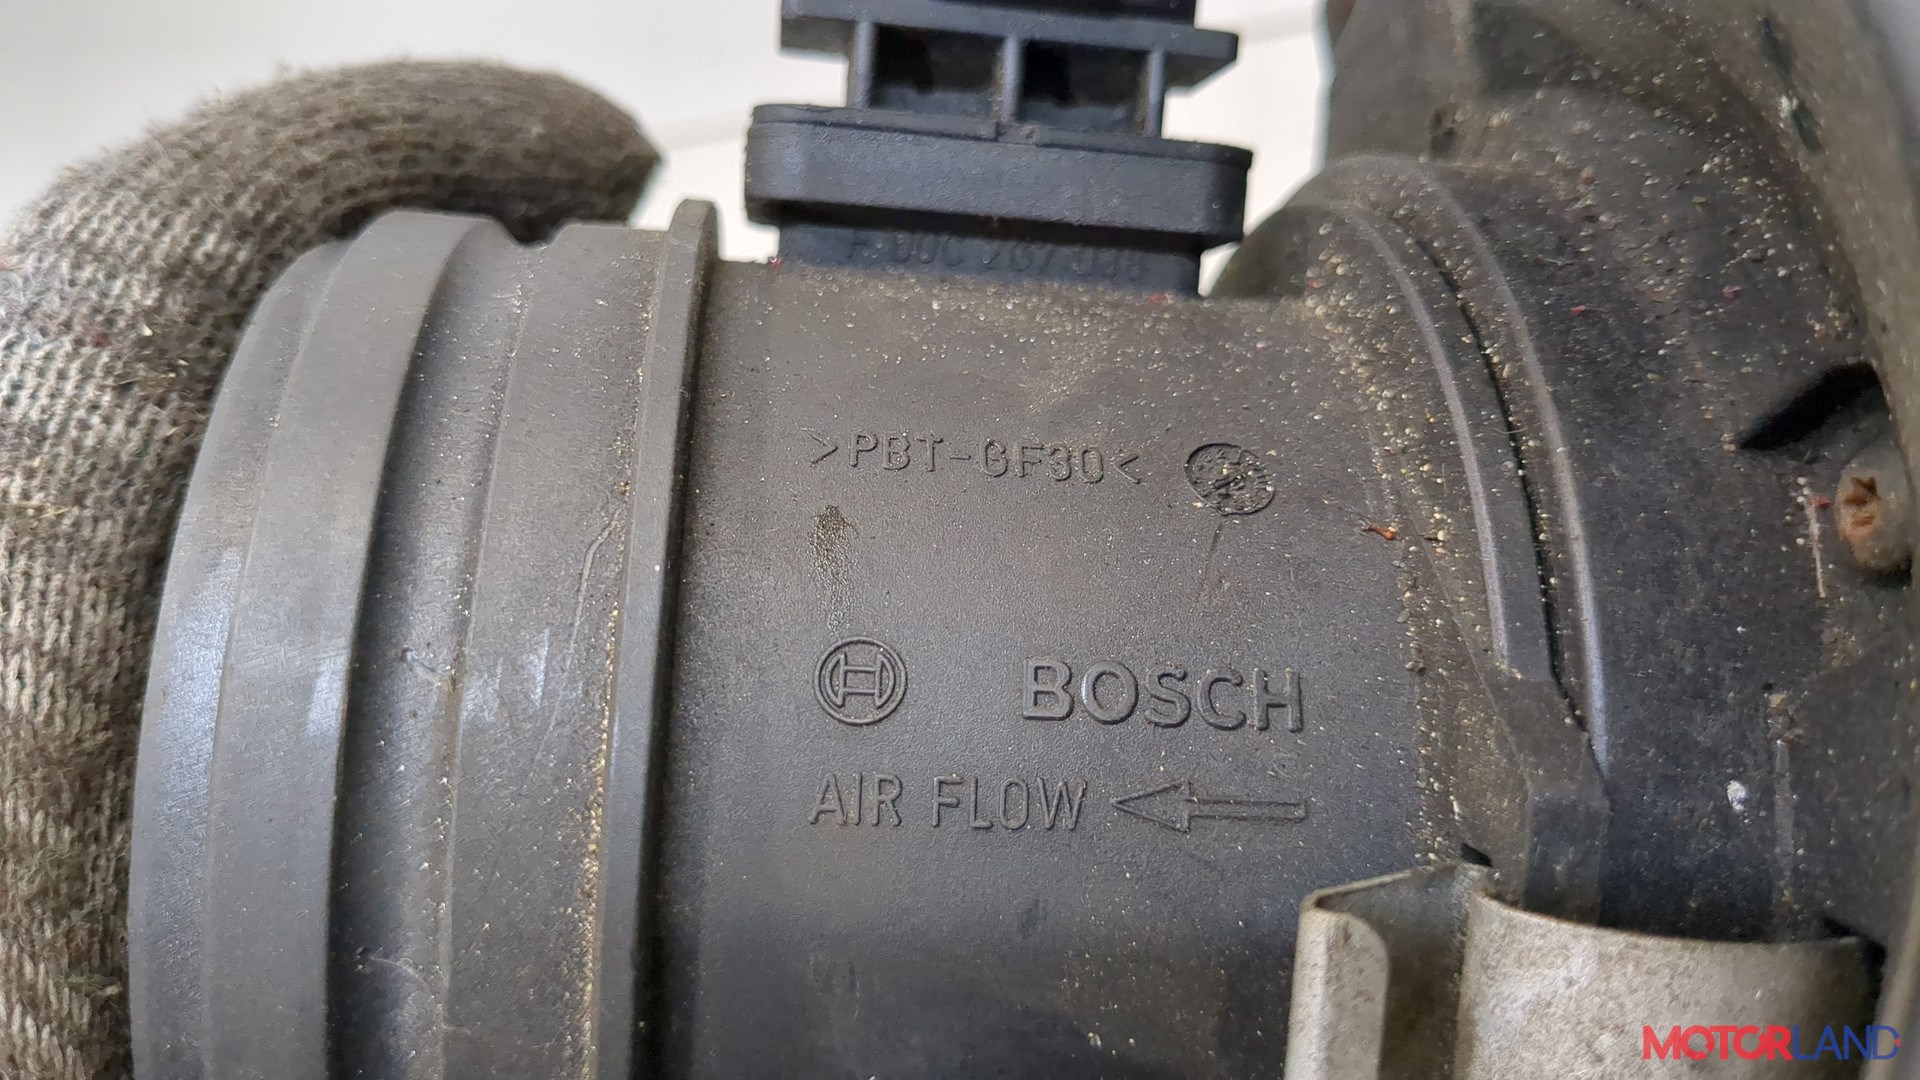 >PBT-GF30<
BOSCH
AIR FLOW
MOTORLAND